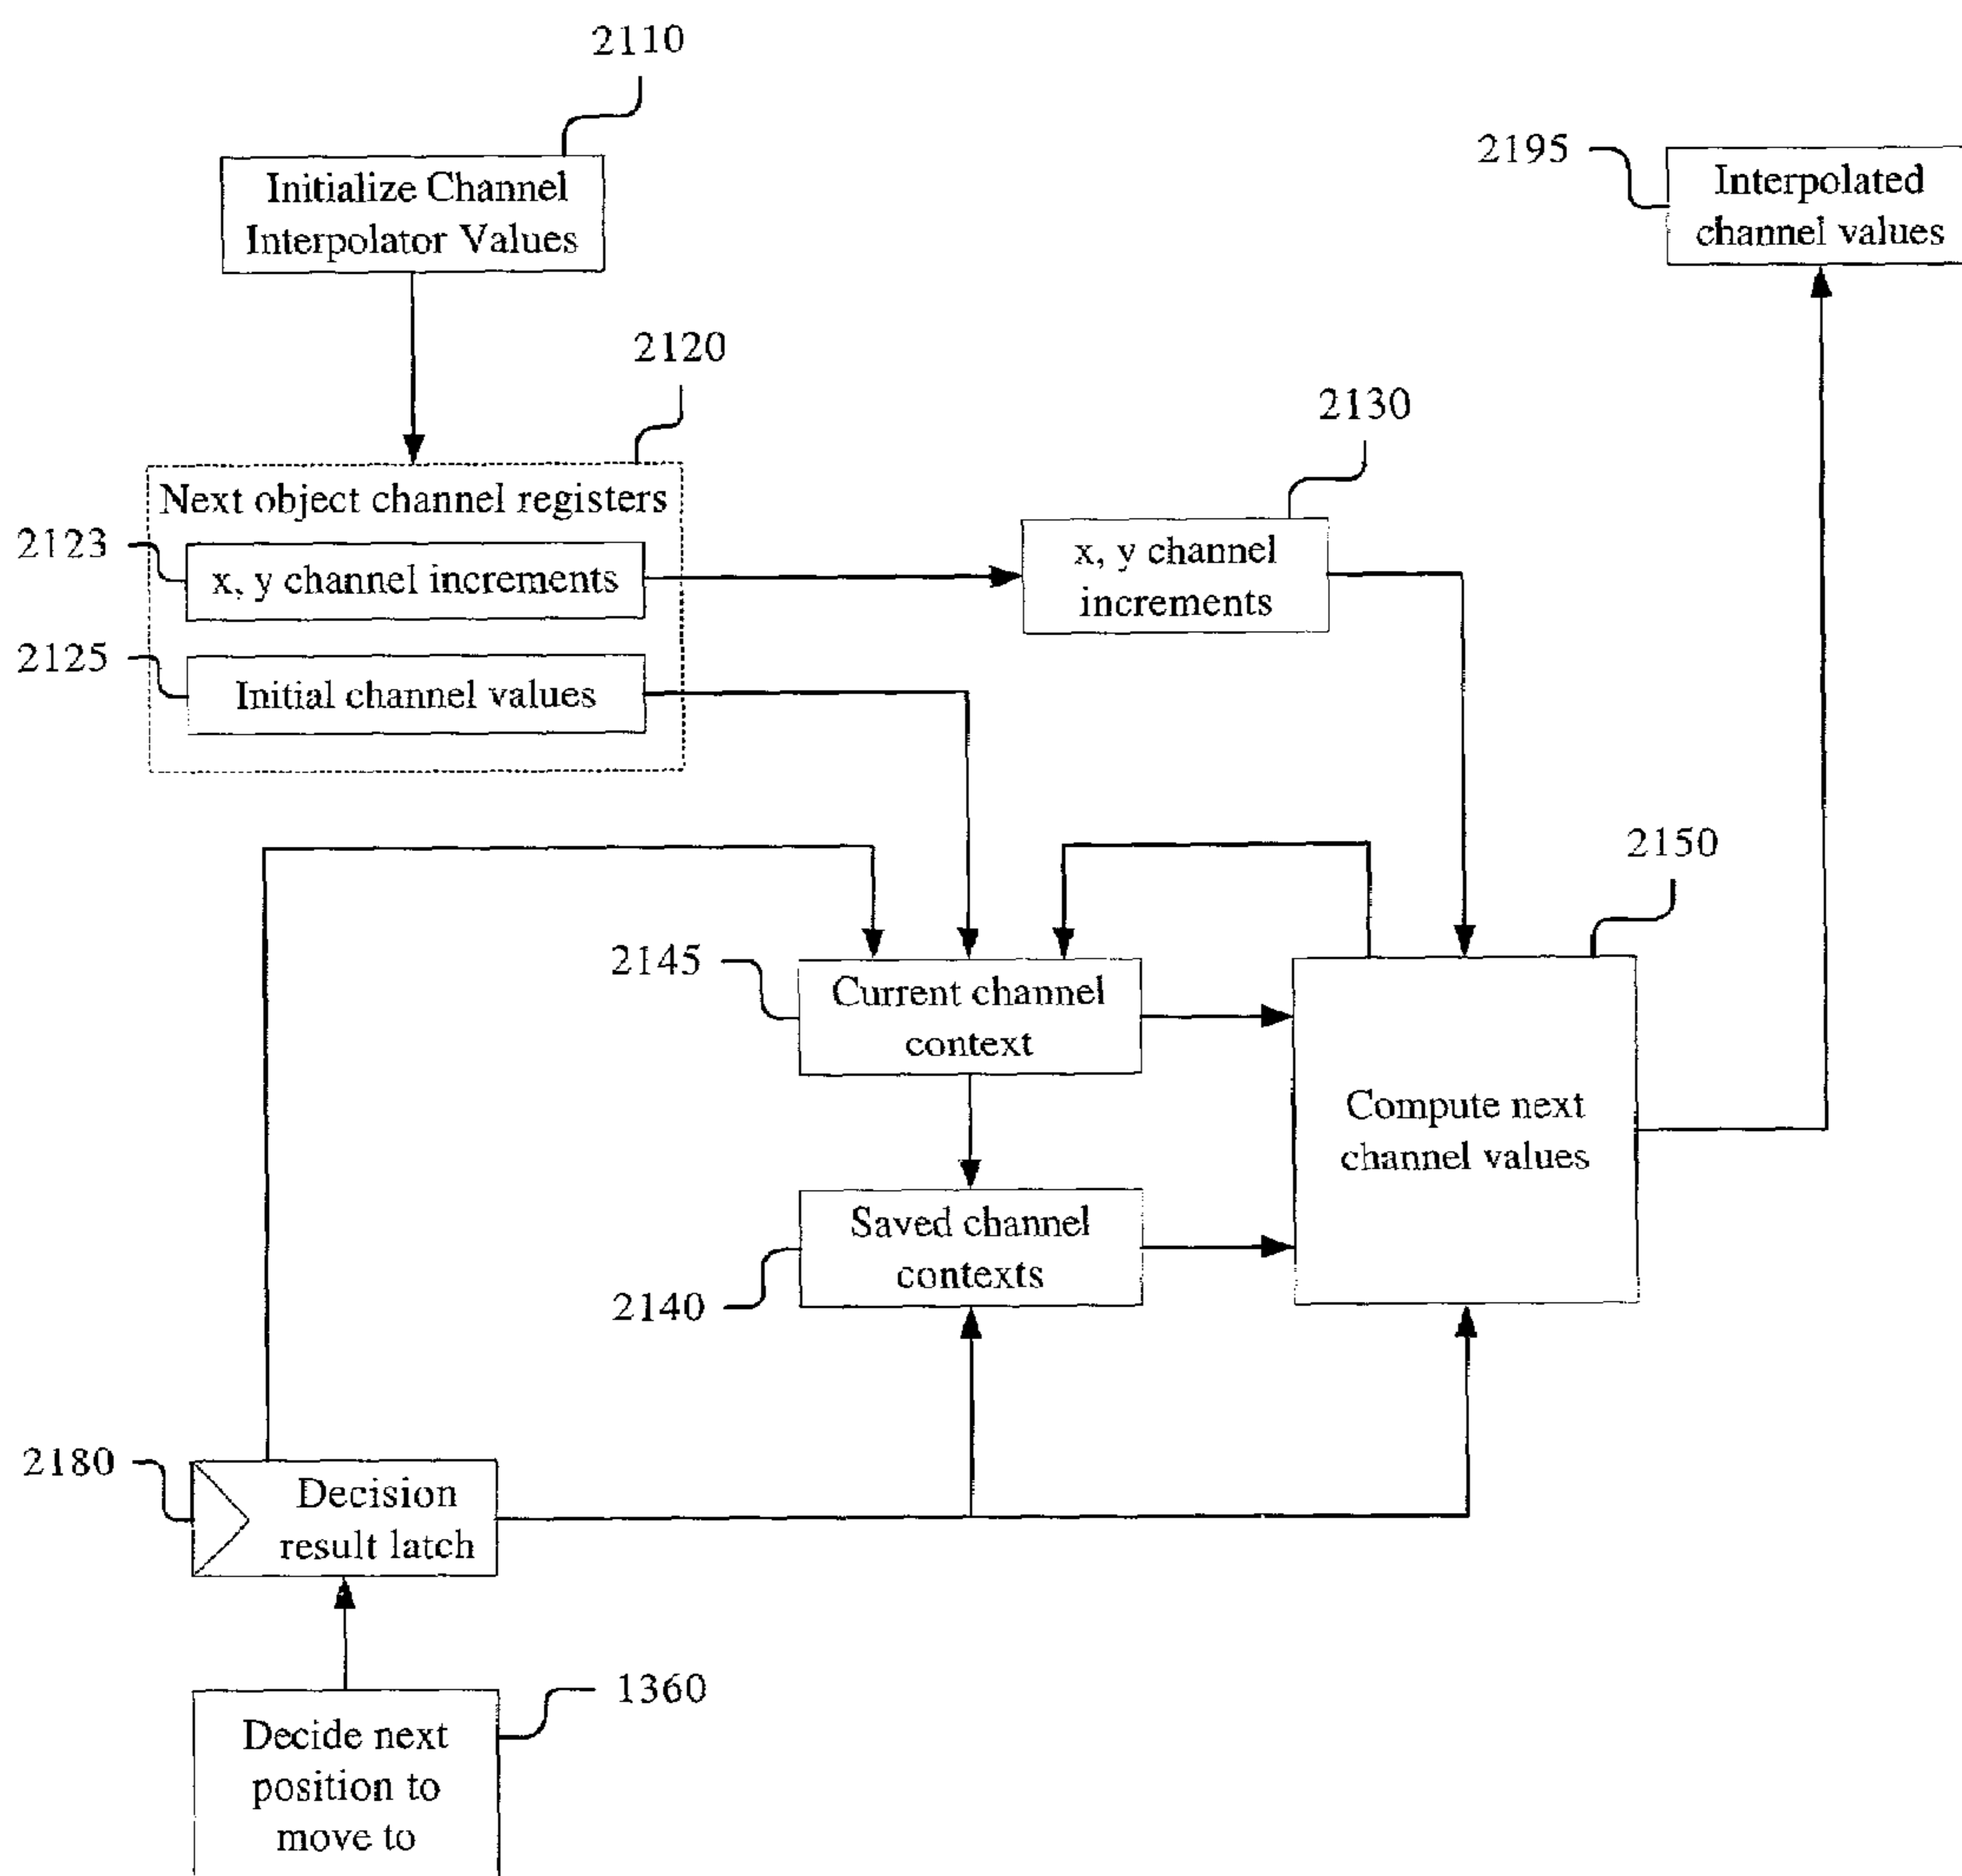 2110
Initialize Channel
Interpolator Values
2195
Interpolated
channel values
2120
Next object channel registers
2123
x, y channel increments
2125
Initial channel values
2130
x, y channel
increments
2150
2145
Current channel
context
Compute next
channel values
Saved channel
contexts
2140
2180
Decision
result latch
1360
Decide next
position to
move to